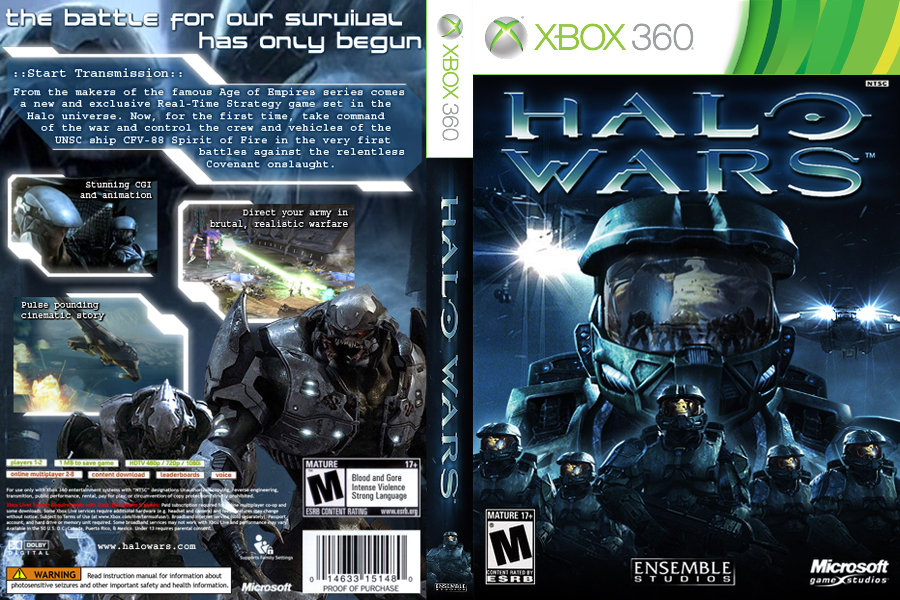 the battle for our survival
has only begun
::Start Transmission::
From the makers of the famous Age of Empires series comes
a new and exclusive Real-Time Strategy game set in the
Halo universe. Now, for the first time, take command
of the war and control the crew and vehicles of the
UNSC ship CFV-88 Spirit of Fire in the very first
battles against the relentless
Covenant onslaught.
Stunning CGI
and animation
Direct your army in
brutal, realistic warfare
Pulse pounding
cinematic story
players 1-2
1 MB to save game
HDTV 480p / 720p / 1080i
online multiplayer 2-6
content download
leaderboards
voice
MATURE 17+
M
Blood and Gore
Intense Violence
Strong Language
ESRB CONTENT RATING www.esrb.org
DOLBY
DIGITAL
www.halowars.com
Supports Family Settings
WARNING
Read instruction manual for information about
photosensitive seizures and other important safety and health information.
Microsoft
0 14633 15148 0
PROOF OF PURCHASE
XBOX 360
HALO WARS
ENSEMBLE
STUDIOS
XBOX 360
NTSC
HALO
WARS™
MATURE 17+
M
CONTENT RATED BY
ESRB
ENSEMBLE
STUDIOS
Microsoft
game studios